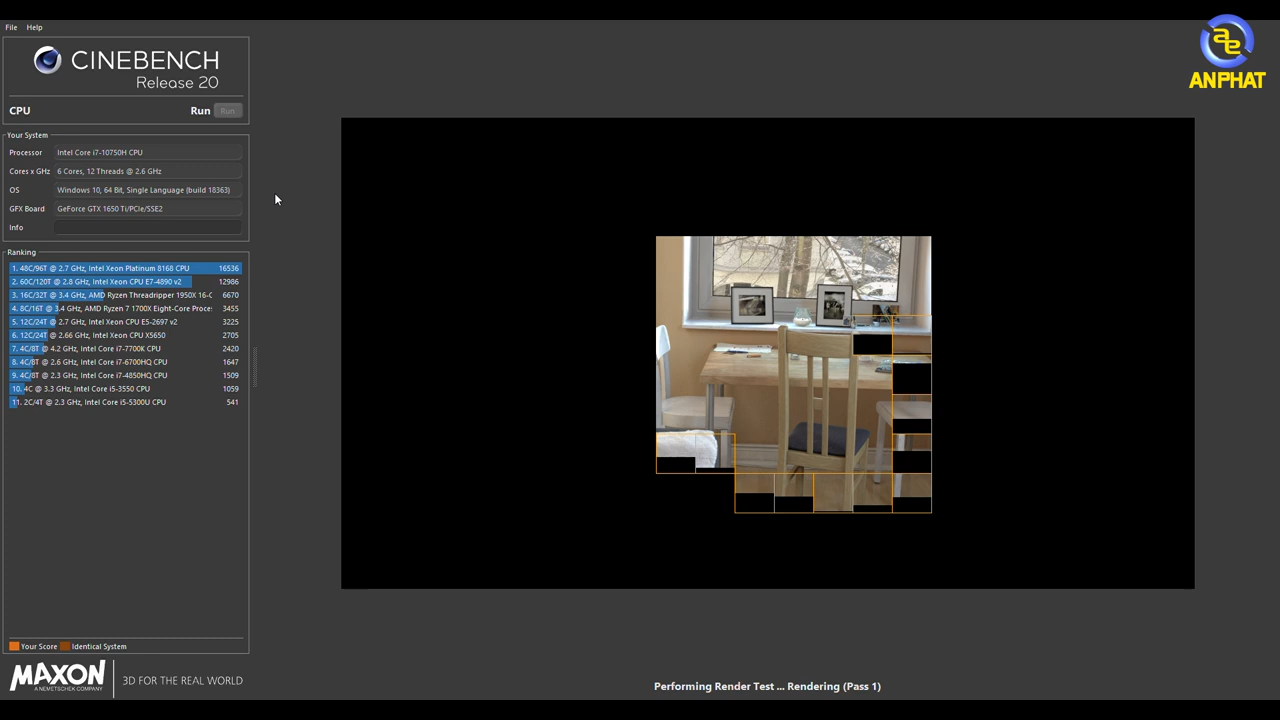 File Help
CINEBENCH
Release 20
CPU Run Run
Your System
Processor Intel Core i7-10750H CPU
Cores x GHz 6 Cores, 12 Threads @ 2.6 GHz
OS Windows 10, 64 Bit, Single Language (build 18363)
GFX Board GeForce GTX 1650 Ti/PCIe/SSE2
Info
Ranking
1. 48C/96T @ 2.7 GHz, Intel Xeon Platinum 8168 CPU 16536
2. 60C/120T @ 2.8 GHz, Intel Xeon CPU E7-4890 v2 12986
3. 16C/32T @ 3.4 GHz, AMD Ryzen Threadripper 1950X 16-C 6670
4. 8C/16T @ 3.4 GHz, AMD Ryzen 7 1700X Eight-Core Proce: 3455
5. 12C/24T @ 2.7 GHz, Intel Xeon CPU E5-2697 v2 3225
6. 12C/24T @ 2.66 GHz, Intel Xeon CPU X5650 2705
7. 4C/8T @ 4.2 GHz, Intel Core i7-7700K CPU 2420
8. 4C/8T @ 2.6 GHz, Intel Core i7-6700HQ CPU 1647
9. 4C/8T @ 2.3 GHz, Intel Core i7-4850HQ CPU 1509
10. 4C @ 3.3 GHz, Intel Core i5-3550 CPU 1059
11. 2C/4T @ 2.3 GHz, Intel Core i5-5300U CPU 541
Your Score Identical System
MAXON
A NEMETSCHEK COMPANY
3D FOR THE REAL WORLD
ae
ANPHAT
Performing Render Test ... Rendering (Pass 1)